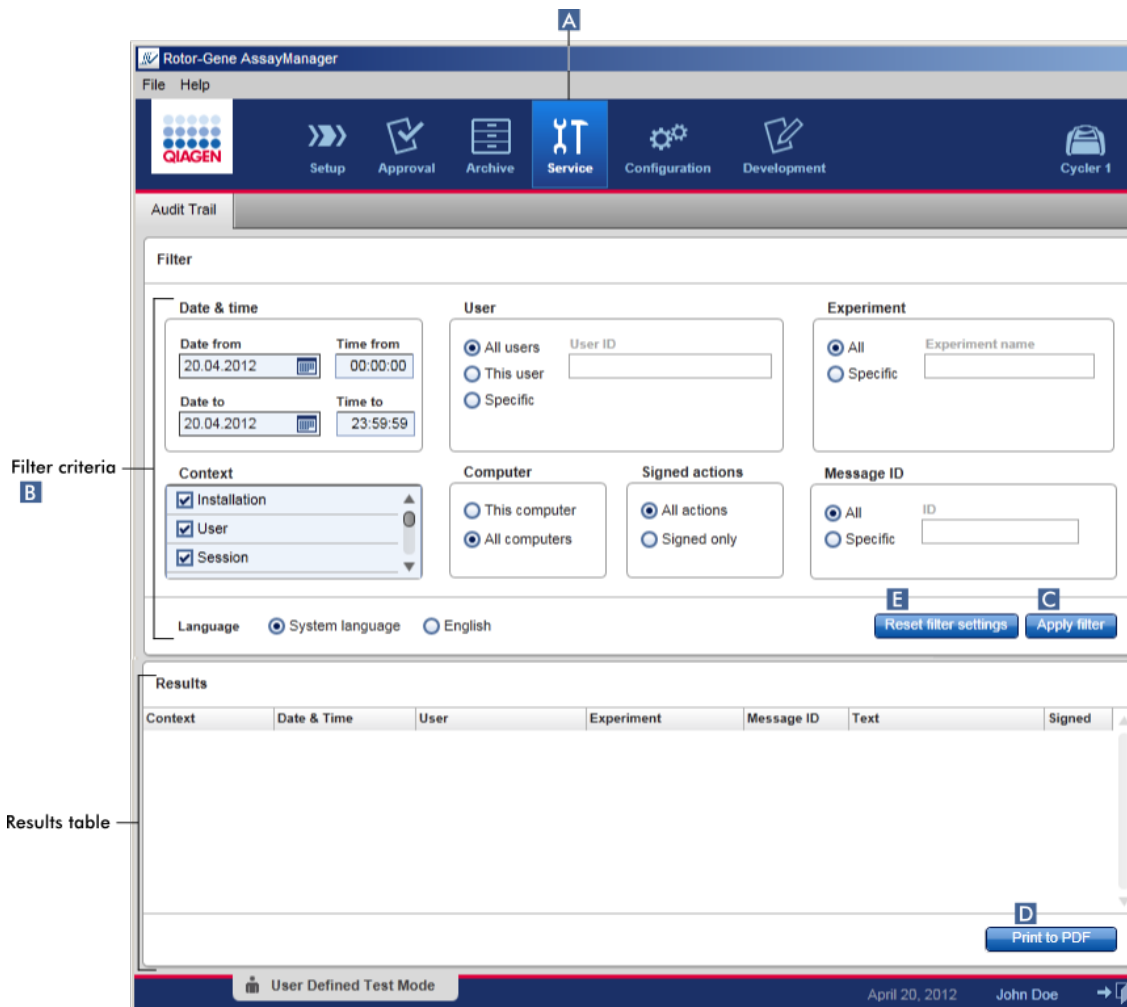 A
Rotor-Gene AssayManager
File Help
QIAGEN
Setup Approval Archive Service Configuration Development Cycler 1
Audit Trail
Filter
Filter criteria
B
Date & time User Experiment
Date from Time from All users User ID All Experiment name
20.04.2012 00:00:00 This user Specific
Date to Time to Specific
20.04.2012 23:59:59
Context Computer Signed actions Message ID
Installation This computer All actions All ID
User All computers Signed only Specific
Session
E C
Language System language English Reset filter settings Apply filter
Results
Context Date & Time User Experiment Message ID Text Signed
Results table
D
Print to PDF
User Defined Test Mode
April 20, 2012 John Doe